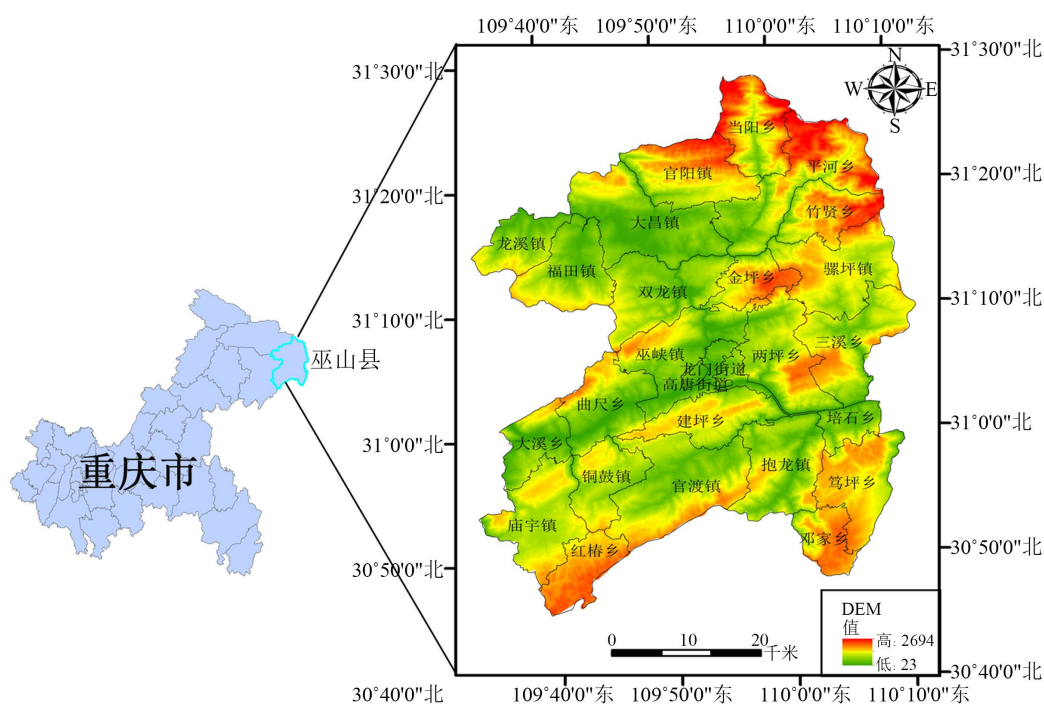 109°40'0"东 109°50'0"东 110°0'0"东 110°10'0"东
31°30'0"北
31°30'0"北
N
W E
S
当阳乡
平河乡
官阳镇
31°20'0"北
31°20'0"北
竹贤乡
大昌镇
龙溪镇
骡坪镇
福田镇
金坪乡
双龙镇
31°10'0"北
31°10'0"北
三溪乡
巫山县
巫峡镇
两坪乡
龙门街道
高唐街道
曲尺乡
培石乡
建坪乡
31°0'0"北
31°0'0"北
大溪乡
重庆市
抱龙镇
铜鼓镇
官渡镇
笃坪乡
庙宇镇
邓家乡
红椿乡
30°50'0"北
30°50'0"北
DEM
值
高: 2694
低: 23
0 10 20
千米
30°40'0"北
30°40'0"北
109°40'0"东 109°5'0"东 110°0'0"东 110°10'0"东